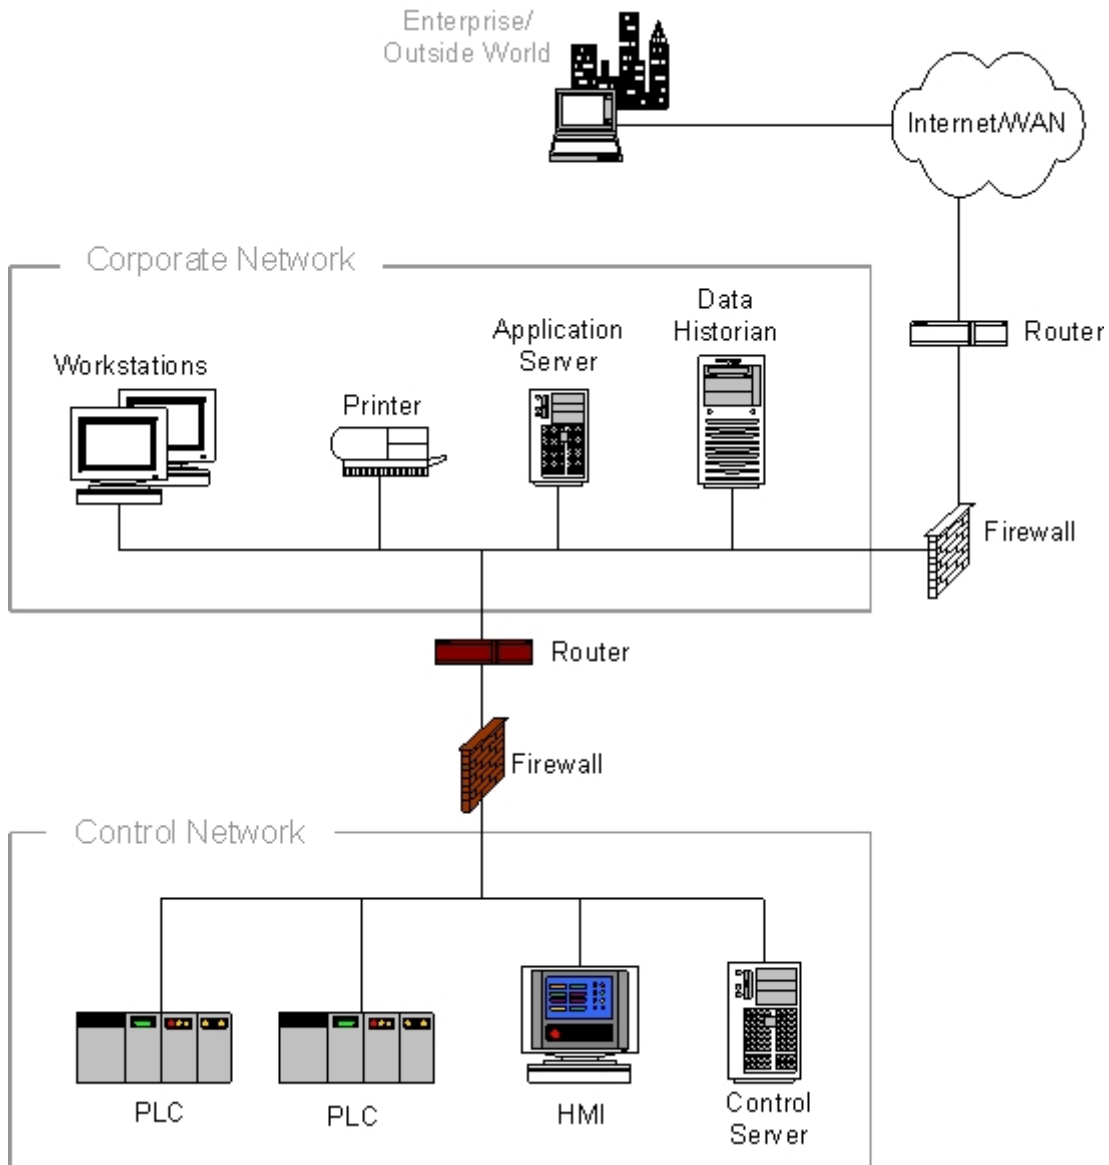 Enterprise/
Outside World
Internet/WAN
Corporate Network
Data
Historian
Application
Server
Router
Workstations
Printer
Firewall
Router
Firewall
Control Network
PLC
PLC
HMI
Control
Server